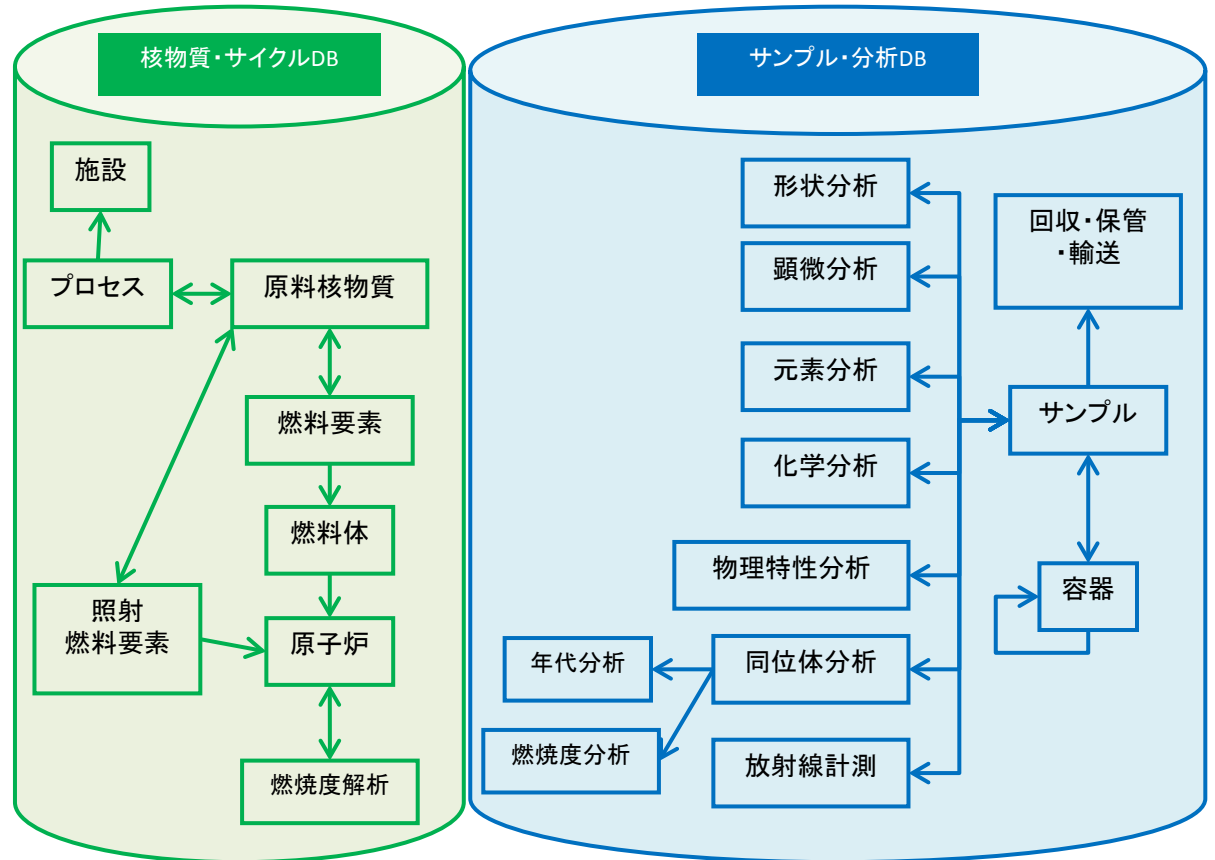 核物質・サイクルDB
施設
プロセス
原料核物質
燃料要素
燃料体
照射
燃料要素
原子炉
燃焼度解析
サンプル・分析DB
形状分析
顕微分析
元素分析
化学分析
物理特性分析
同位体分析
年代分析
燃焼度分析
放射線計測
回収・保管
・輸送
サンプル
容器